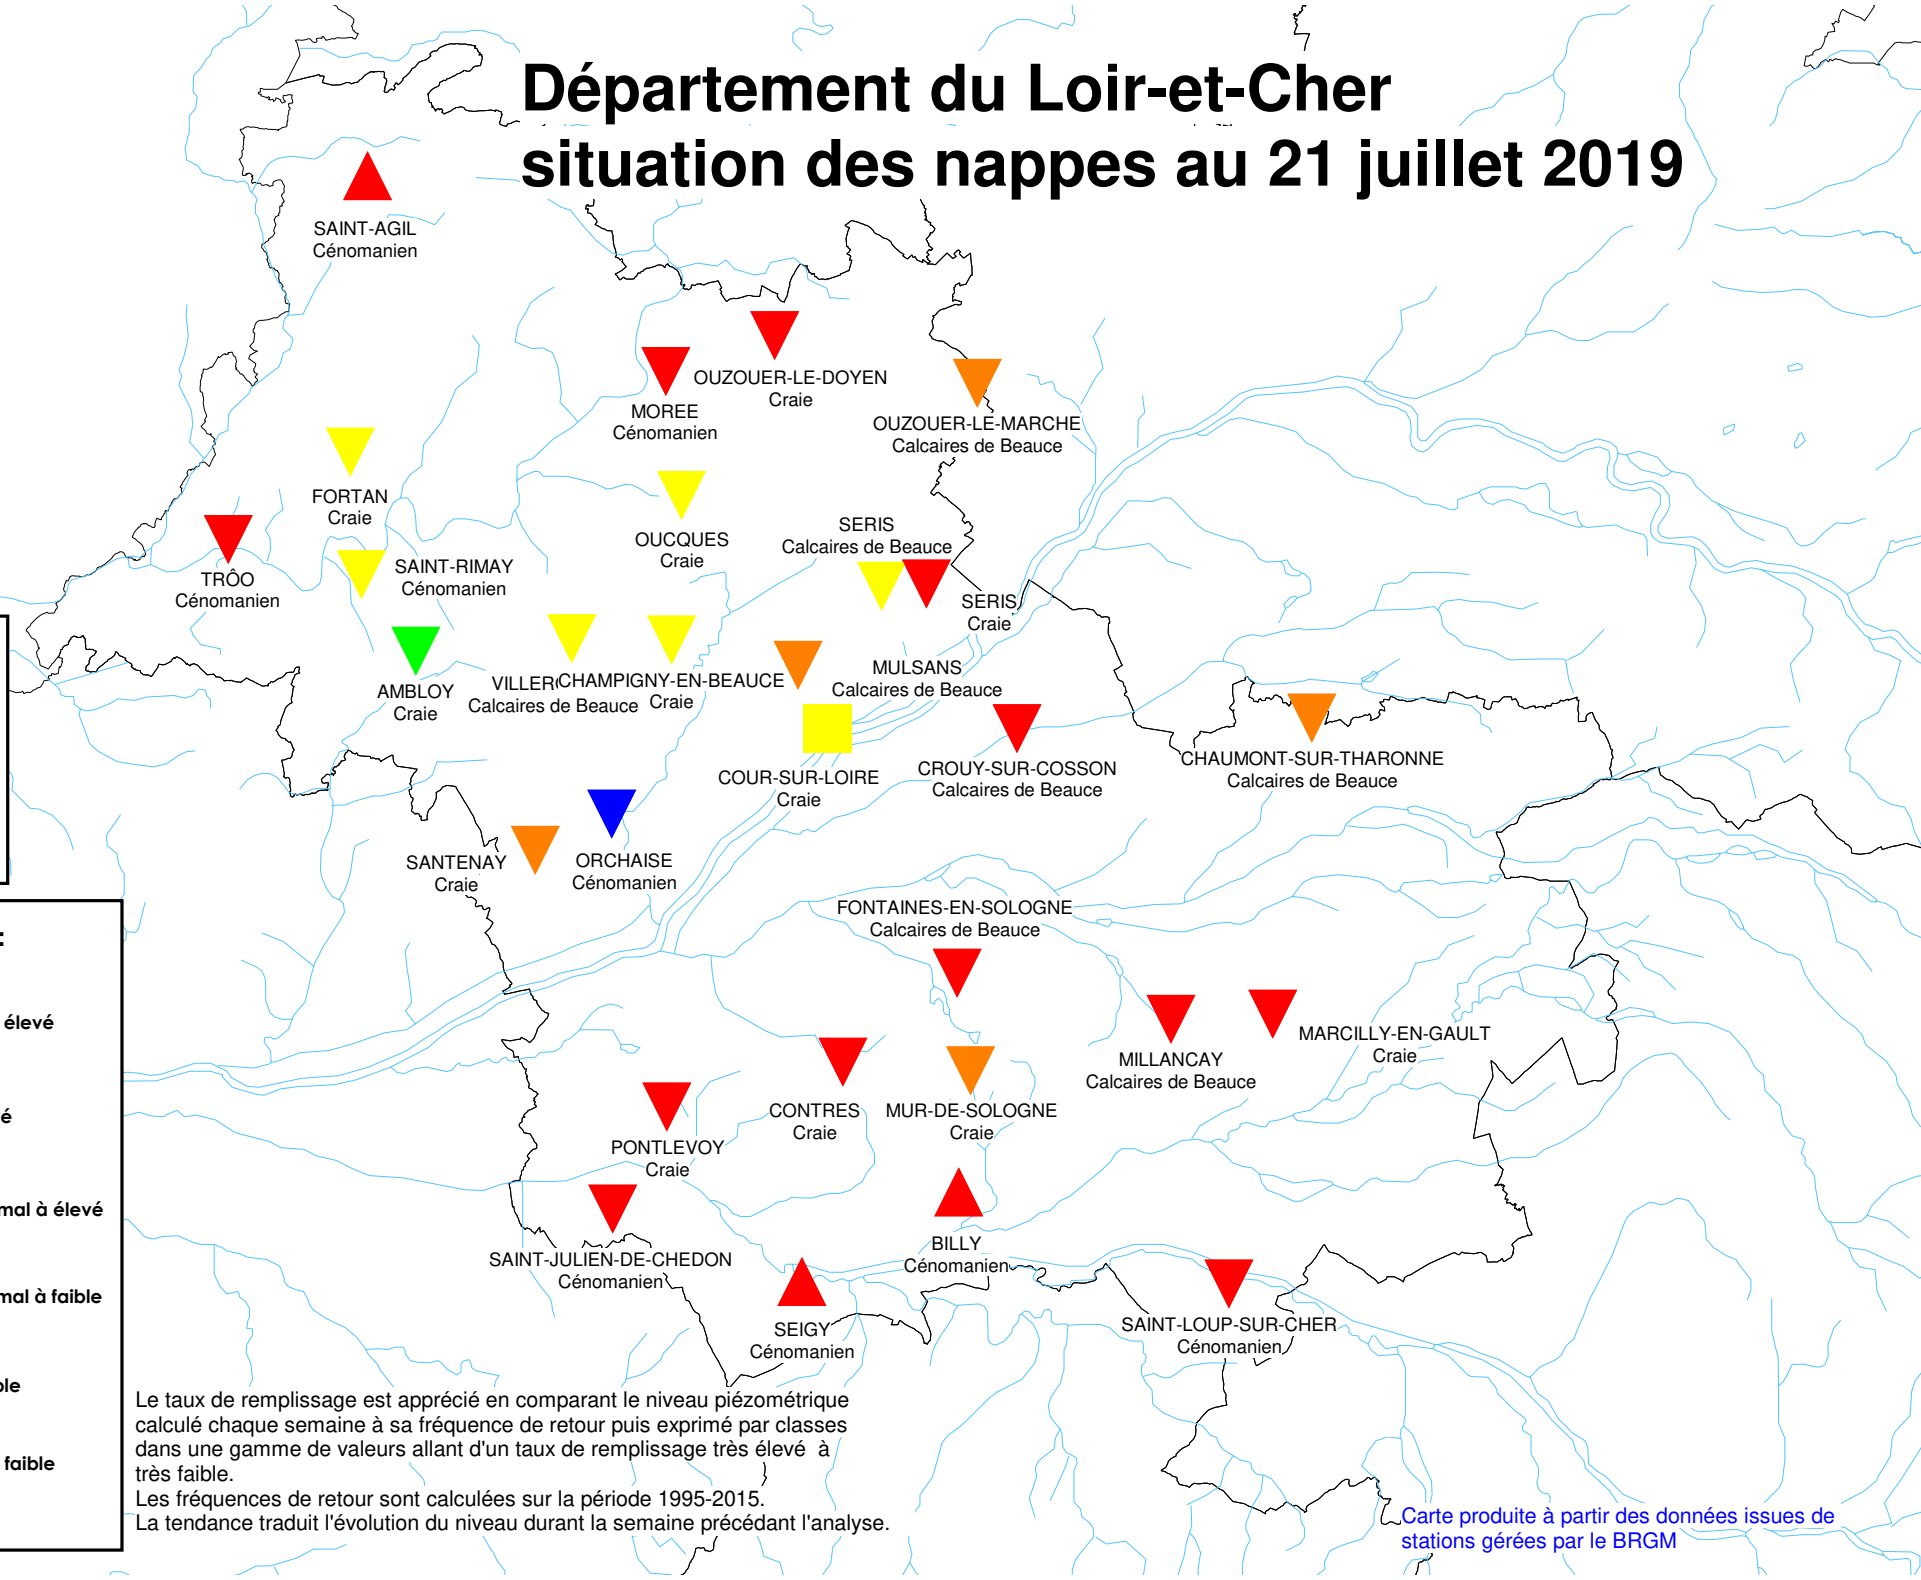 Département du Loir-et-Cher
situation des nappes au 21 juillet 2019
SAINT-AGIL
Cénomanien
OUZOUER-LE-DOYEN
Craie
MOREE
Cénomanien
OUZOUER-LE-MARCHE
Calcaires de Beauce
FORTAN
Craie
OUCQUES
Craie
SERIS
Calcaires de Beauce
TRÔO
Cénomanien
SAINT-RIMAY
Cénomanien
SERIS
Craie
AMBLOY
Craie
VILLER
Calcaires de Beauce
CHAMPIGNY-EN-BEAUCE
Craie
MULSANS
Calcaires de Beauce
COUR-SUR-LOIRE
Craie
CROUY-SUR-COSSON
Calcaires de Beauce
CHAUMONT-SUR-THARONNE
Calcaires de Beauce
SANTENAY
Craie
ORCHAISE
Cénomanien
FONTAINES-EN-SOLOGNE
Calcaires de Beauce
MILLANCAY
Calcaires de Beauce
MARCILLY-EN-GAULT
Craie
CONTRES
Craie
MUR-DE-SOLOGNE
Craie
PONTLEVOY
Craie
SAINT-JULIEN-DE-CHEDON
Cénomanien
BILLY
Cénomanien
SEIGY
Cénomanien
SAINT-LOUP-SUR-CHER
Cénomanien
:
élevé
é
mal à élevé
mal à faible
ble
faible
Le taux de remplissage est apprécié en comparant le niveau piézométrique
calculé chaque semaine à sa fréquence de retour puis exprimé par classes
dans une gamme de valeurs allant d'un taux de remplissage très élevé à
très faible.
Les fréquences de retour sont calculées sur la période 1995-2015.
La tendance traduit l'évolution du niveau durant la semaine précédant l'analyse.
Carte produite à partir des données issues de
stations gérées par le BRGM